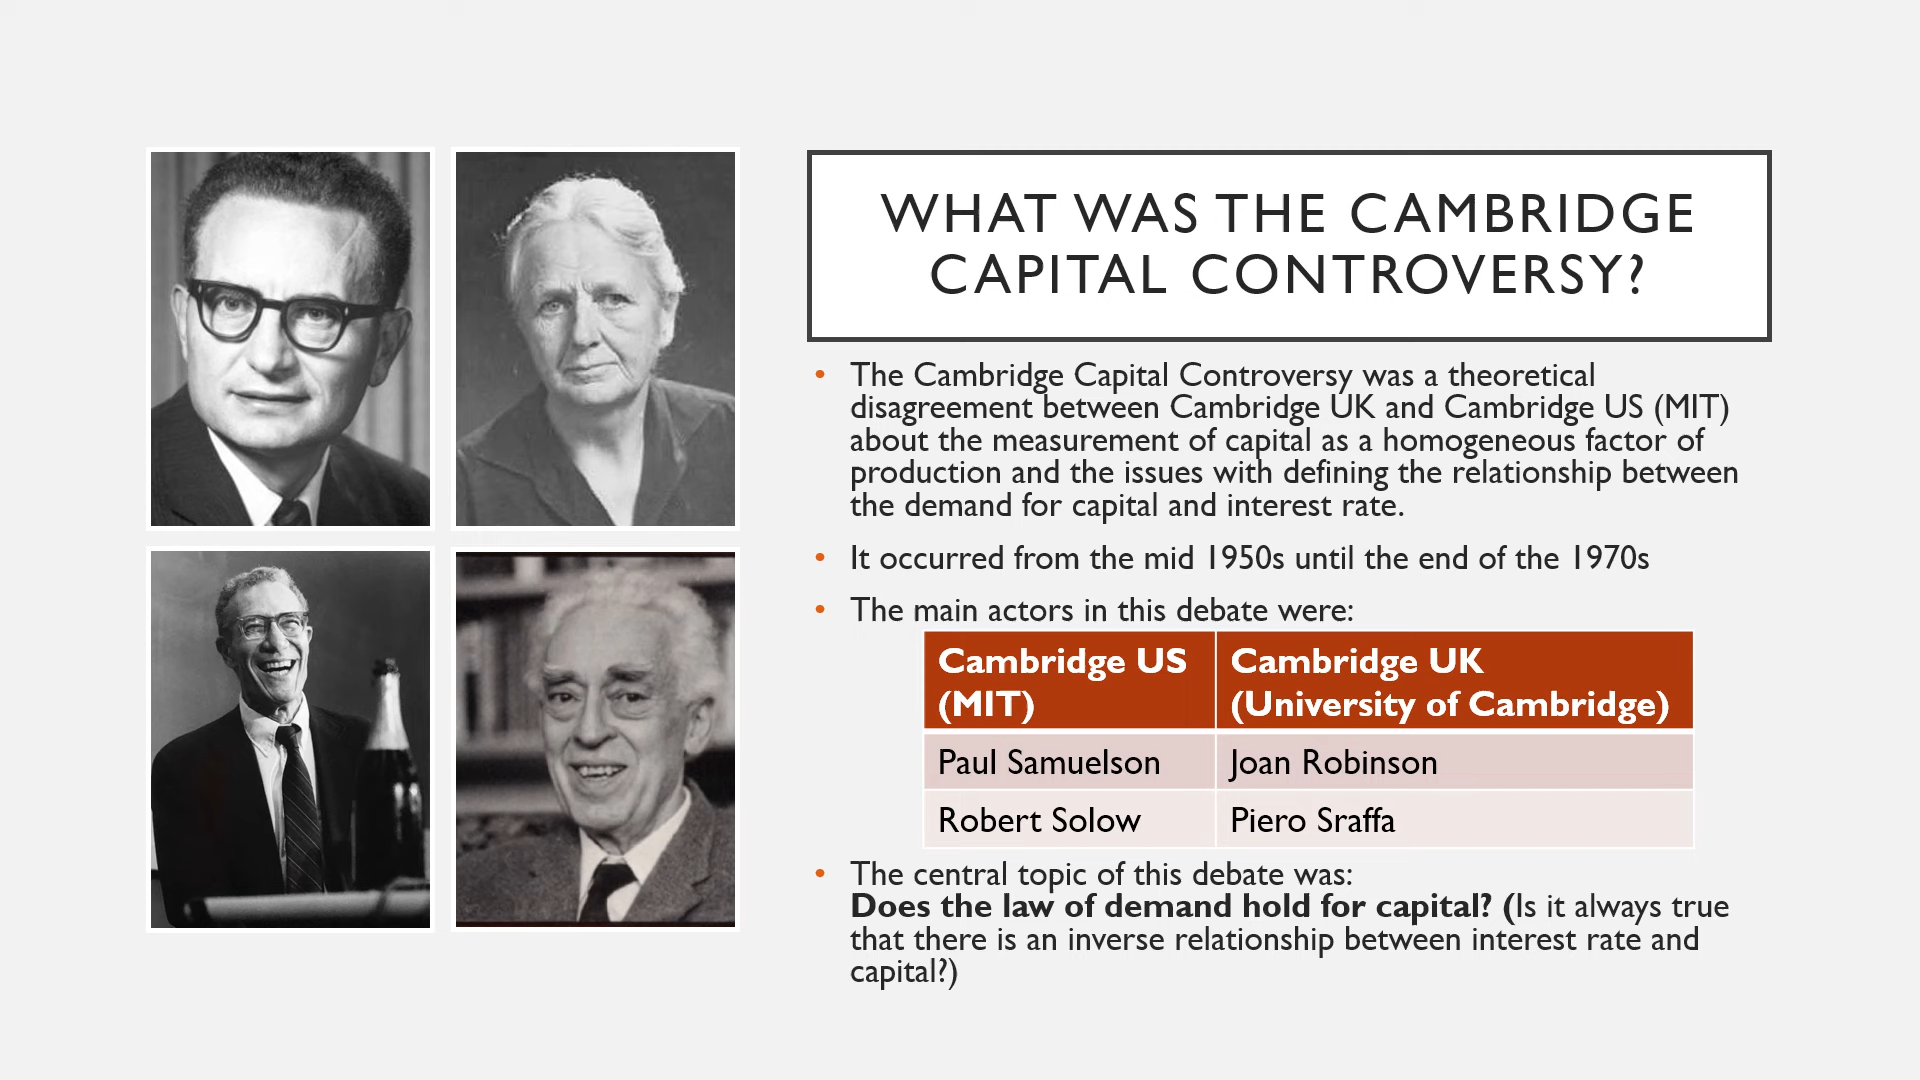 WHAT WAS THE CAMBRIDGE
CAPITAL CONTROVERSY?
• The Cambridge Capital Controversy was a theoretical
disagreement between Cambridge UK and Cambridge US (MIT)
about the measurement of capital as a homogeneous factor of
production and the issues with defining the relationship between
the demand for capital and interest rate.
• It occurred from the mid 1950s until the end of the 1970s
• The main actors in this debate were:
Cambridge US
(MIT)
Cambridge UK
(University of Cambridge)
Paul Samuelson
Joan Robinson
Robert Solow
Piero Sraffa
• The central topic of this debate was:
Does the law of demand hold for capital? (Is it always true
that there is an inverse relationship between interest rate and
capital?)